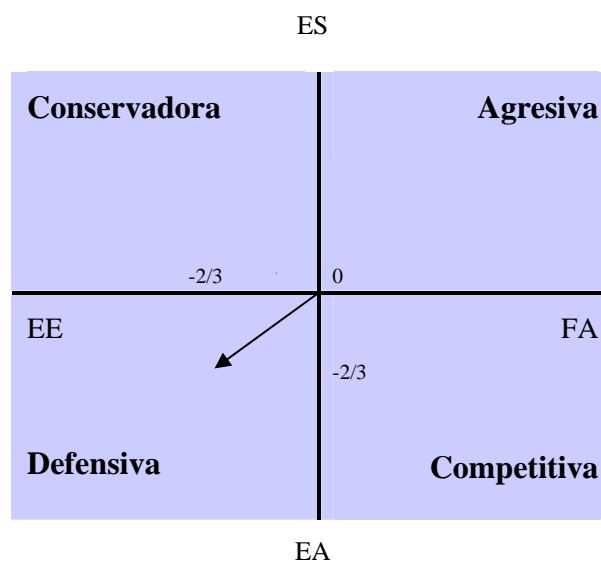 ES
Conservadora Agresiva
-2/3 0
EE FA
-2/3
Defensiva Competitiva
EA